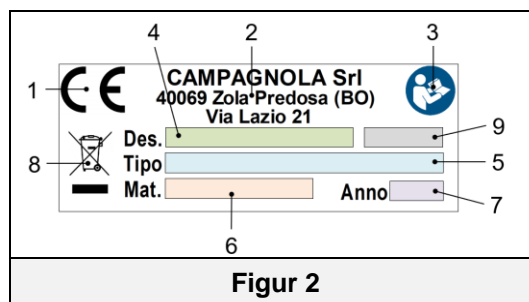 4 2 3
1 CE CAMPAGNOLA Srl
40069 Zola Predosa (BO)
Via Lazio 21
Des. 9
8 Tipo 5
Mat. Anno 7
6
Figur 2